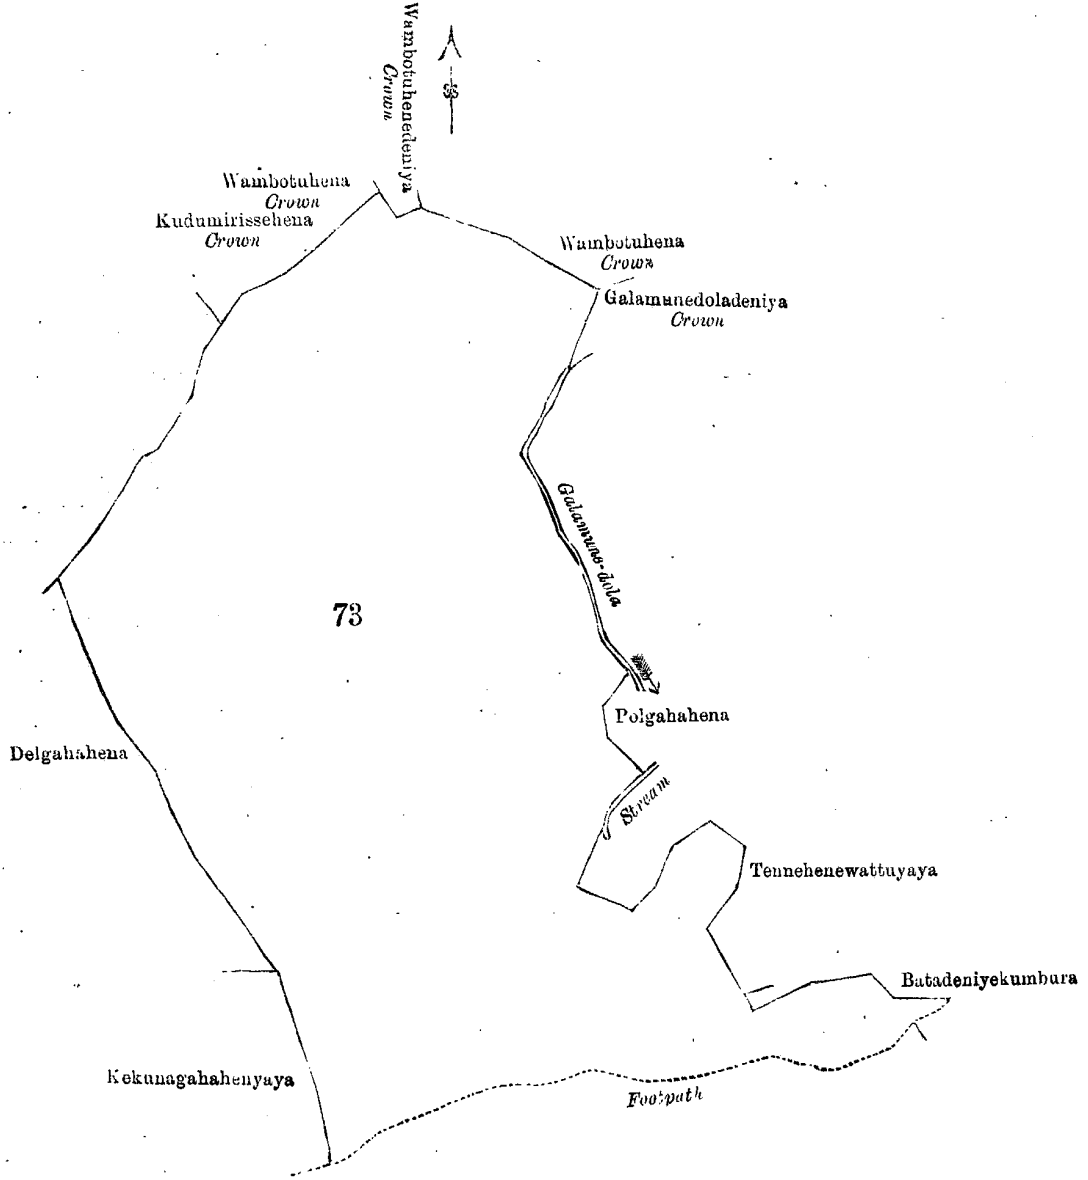 Wambotuhenedeniya
Crown
Wambotuhena
Crown
Kudumirissehena
Crown
Wambotuhena
Crown
Galamunedoladeniya
Crown
Galamune-dola
73
Polgahahena
Delgahahena
Stream
Tennehenewattuyaya
Batadeniyekumbura
Kekunagahahenyaya
Footpath